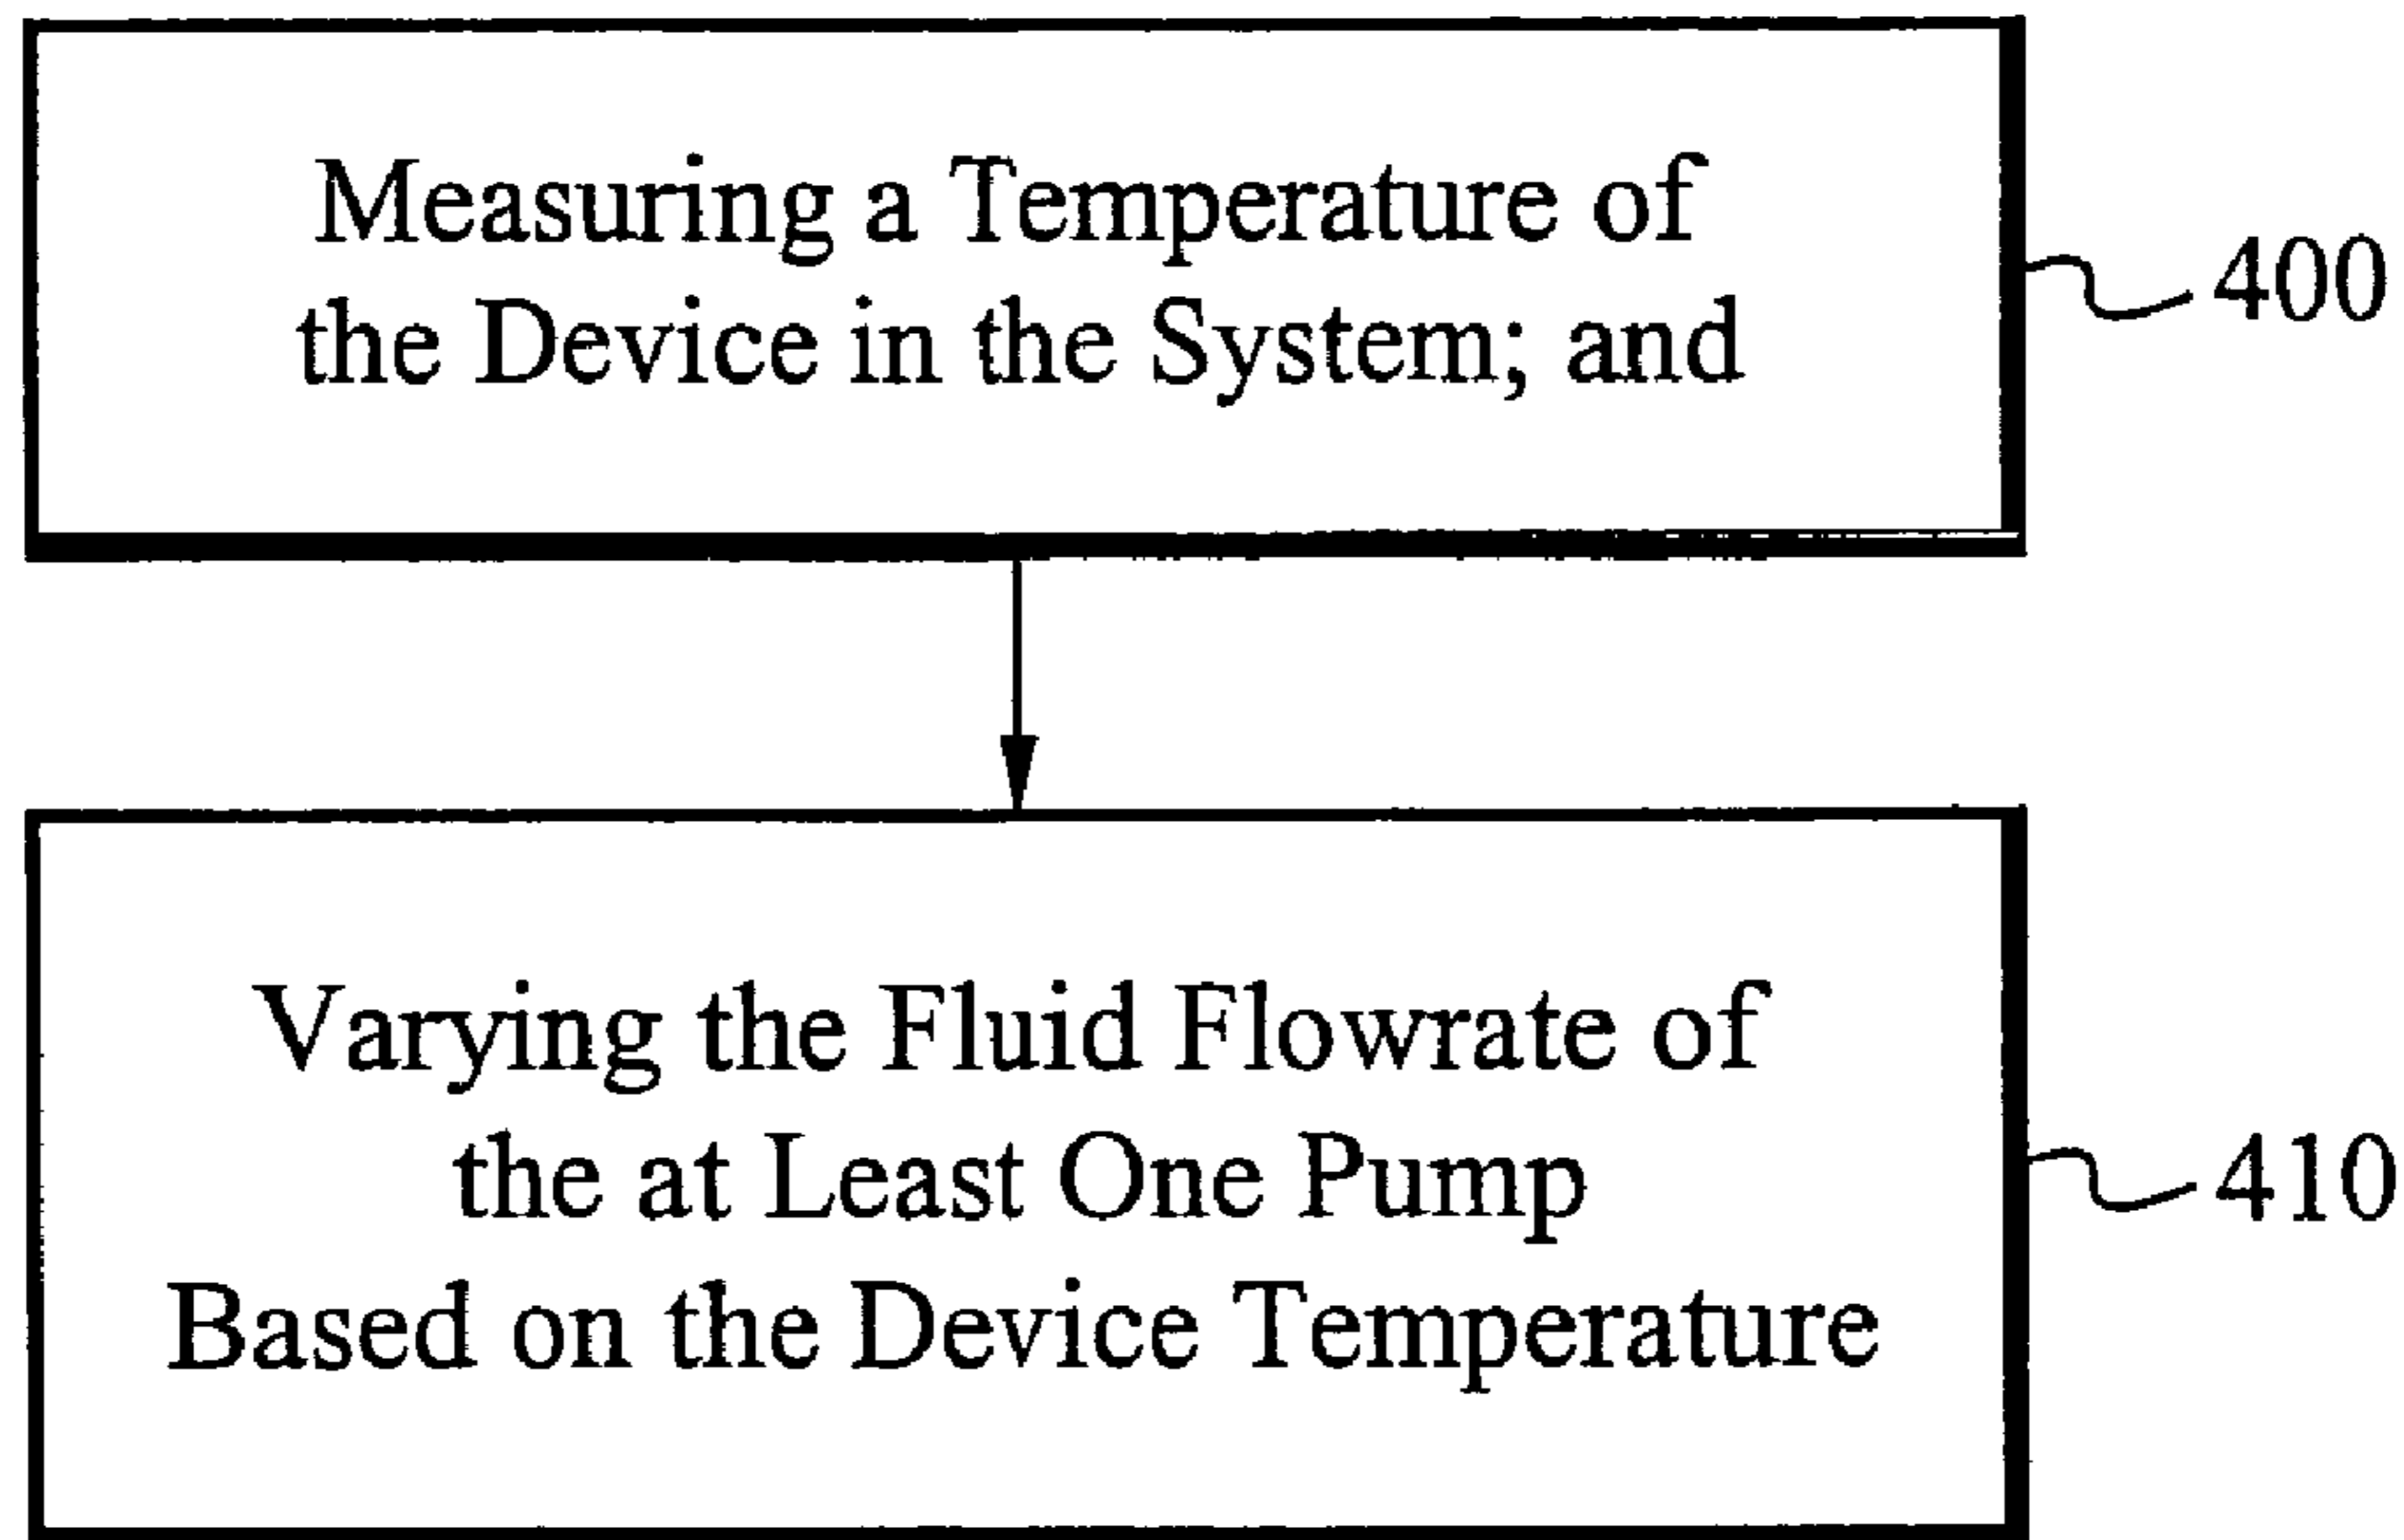 Measuring a Temperature of
the Device in the System; and
400
Varying the Fluid Flowrate of
the at Least One Pump
Based on the Device Temperature
410